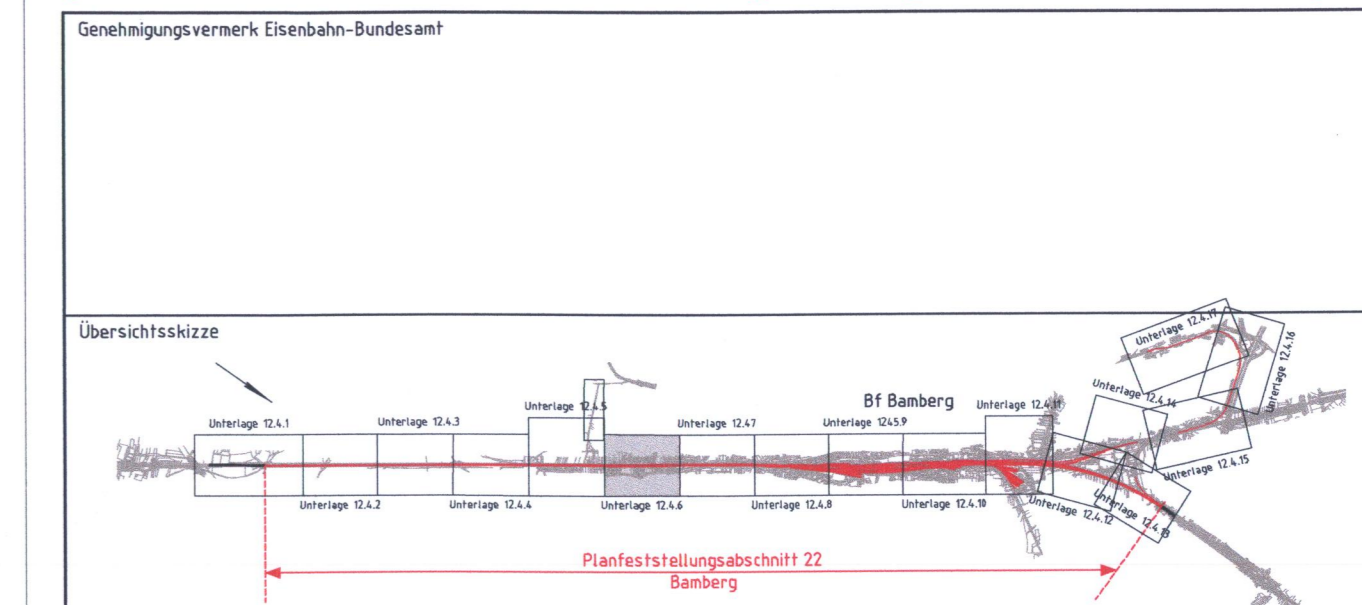 Genehmigungsvermerk Eisenbahn-Bundesamt
Übersichtsskizze
Unterlage 12.4.1
Unterlage 12.4.3
Unterlage 12.4.5
Unterlage 12.47
Unterlage 1245.9
Bf Bamberg
Unterlage 12.4.11
Unterlage 12.4.14
Unterlage 12.4.17
Unterlage 12.4.16
Unterlage 12.4.2
Unterlage 12.4.4
Unterlage 12.4.6
Unterlage 12.4.8
Unterlage 12.4.10
Unterlage 12.4.12
Unterlage 12.4.13
Unterlage 12.4.15
Planfeststellungsabschnitt 22
Bamberg